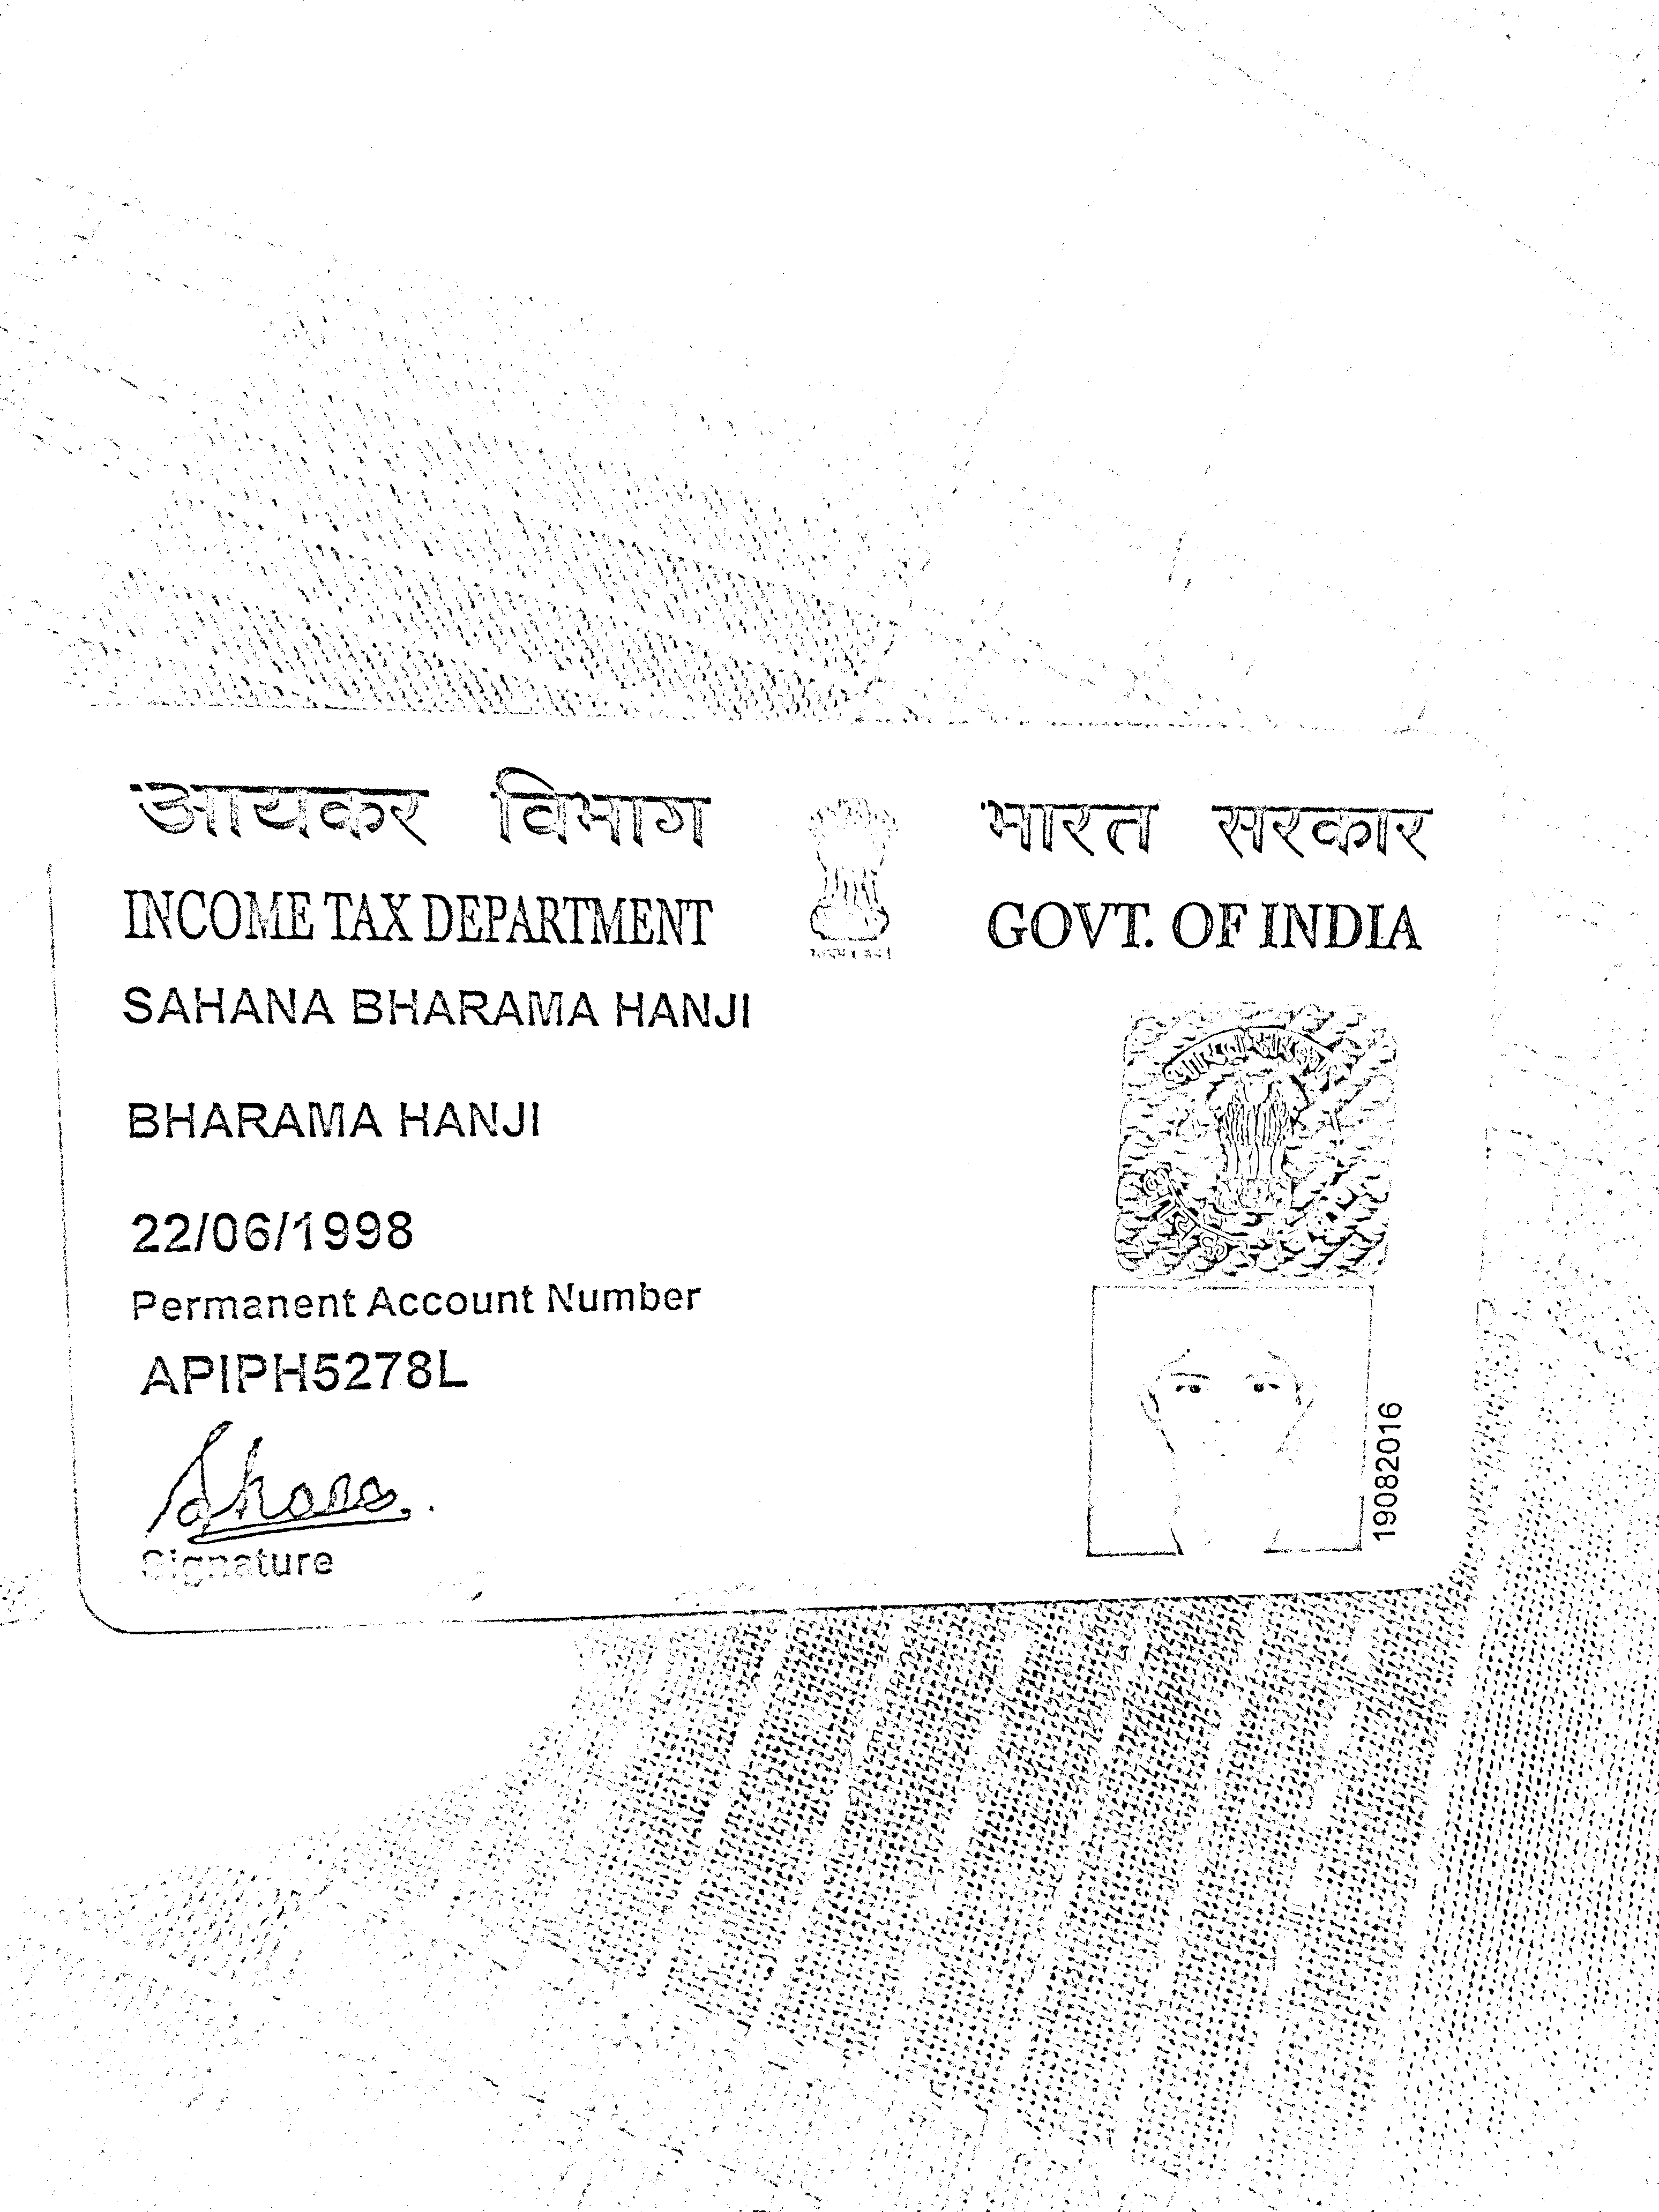 आयकर विभाग
भारत सरकार
INCOME TAX DEPARTMENT
GOVT. OF INDIA
SAHANA BHARAMA HANJI
BHARAMA HANJI
22/06/1998
Permanent Account Number
APIPH5278L
Signature
19082016